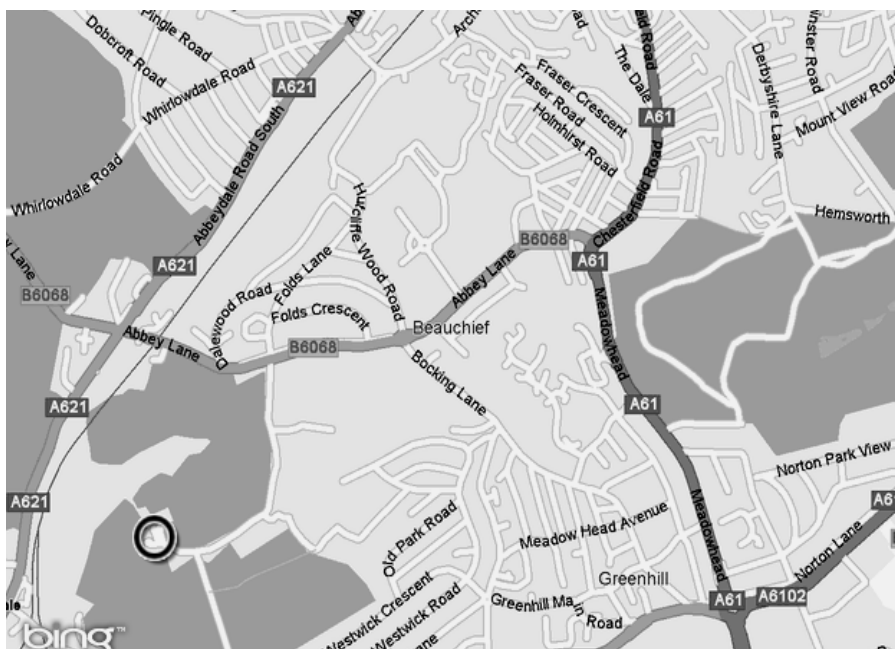 Pingle Road
Dobcroft Road
Whirlowdale Road
A621
Fraser Crescent
Fraser Road
Holmhirst Road
The Dale
A61
Derbyshire Lane
Mount View Road
Whirlowdale Road
Abbeydale Road South
Chesterfield Road
Hemsworth
Hutcliffe Wood Road
B6068
Abbey Lane
A61
A621
B6068
Folds Lane
Dalewood Road
Folds Crescent
Abbey Lane
B6068
Beauchief
Bocking Lane
Meadowhead
A621
A61
Norton Park View
A621
Old Park Road
Meadow Head Avenue
Meadowhead
Norton Lane
Greenhill
Westwick Crescent
Westwick Road
Greenhill Main Road
A61
A6102
bing™